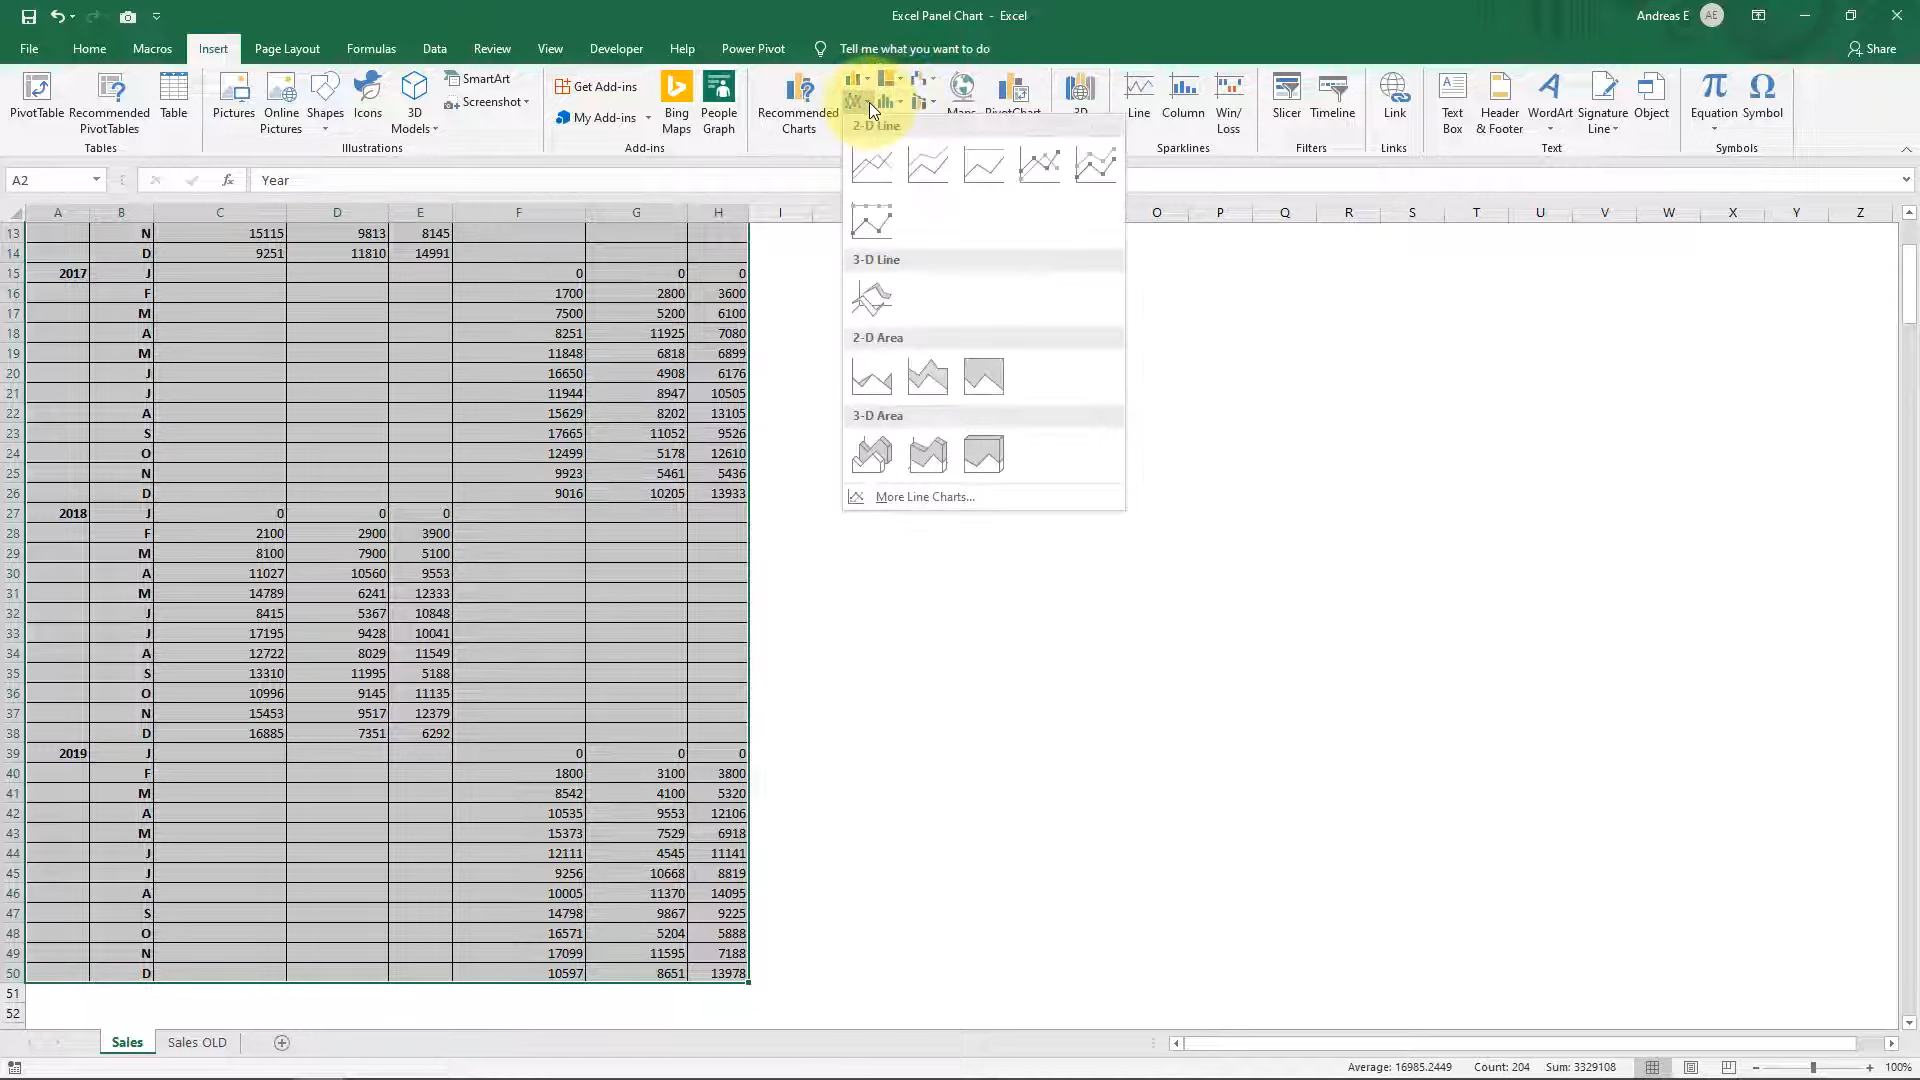 Excel Panel Chart - Excel
Andreas E
AE
File Home Macros Insert Page Layout Formulas Data Review View Developer Help Power Pivot Tell me what you want to do Share
PivotTable
Recommended PivotTables
Table
Tables
Pictures
Online Pictures
Shapes
Icons
3D Models
SmartArt
Screenshot
Illustrations
Get Add-ins
My Add-ins
Bing Maps
People Graph
Add-ins
Recommended Charts
Maps
PivotChart
3D
Line
Column
Win/ Loss
Sparklines
Slicer
Timeline
Filters
Link
Links
Text Box
Header & Footer
WordArt
Signature Line
Object
Text
Equation
Symbol
Symbols
2-D Line
3-D Line
2-D Area
3-D Area
More Line Charts...
A2 fx Year
A B C D E F G H I O P Q R S T U V W X Y Z
13 N 15115 9813 8145
14 D 9251 11810 14991
15 2017 J 0 0 0
16 F 1700 2800 3600
17 M 7500 5200 6100
18 A 8251 11925 7080
19 M 11848 6818 6899
20 J 16650 4908 6176
21 J 11944 8947 10505
22 A 15629 8202 13105
23 S 17665 11052 9526
24 O 12499 5178 12610
25 N 9923 5461 5436
26 D 9016 10205 13933
27 2018 J 0 0 0
28 F 2100 2900 3900
29 M 8100 7900 5100
30 A 11027 10560 9553
31 M 14789 6241 12333
32 J 8415 5367 10848
33 J 17195 9428 10041
34 A 12722 8029 11549
35 S 13310 11995 5188
36 O 10996 9145 11135
37 N 15453 9517 12379
38 D 16885 7351 6292
39 2019 J 0 0 0
40 F 1800 3100 3800
41 M 8542 4100 5320
42 A 10535 9553 12106
43 M 15373 7529 6918
44 J 12111 4545 11141
45 J 9256 10668 8819
46 A 10005 11370 14095
47 S 14798 9867 9225
48 O 16571 5204 5888
49 N 17099 11595 7188
50 D 10597 8651 13978
51
52
Sales Sales OLD
Average: 16985.2449 Count: 204 Sum: 3329108 100%